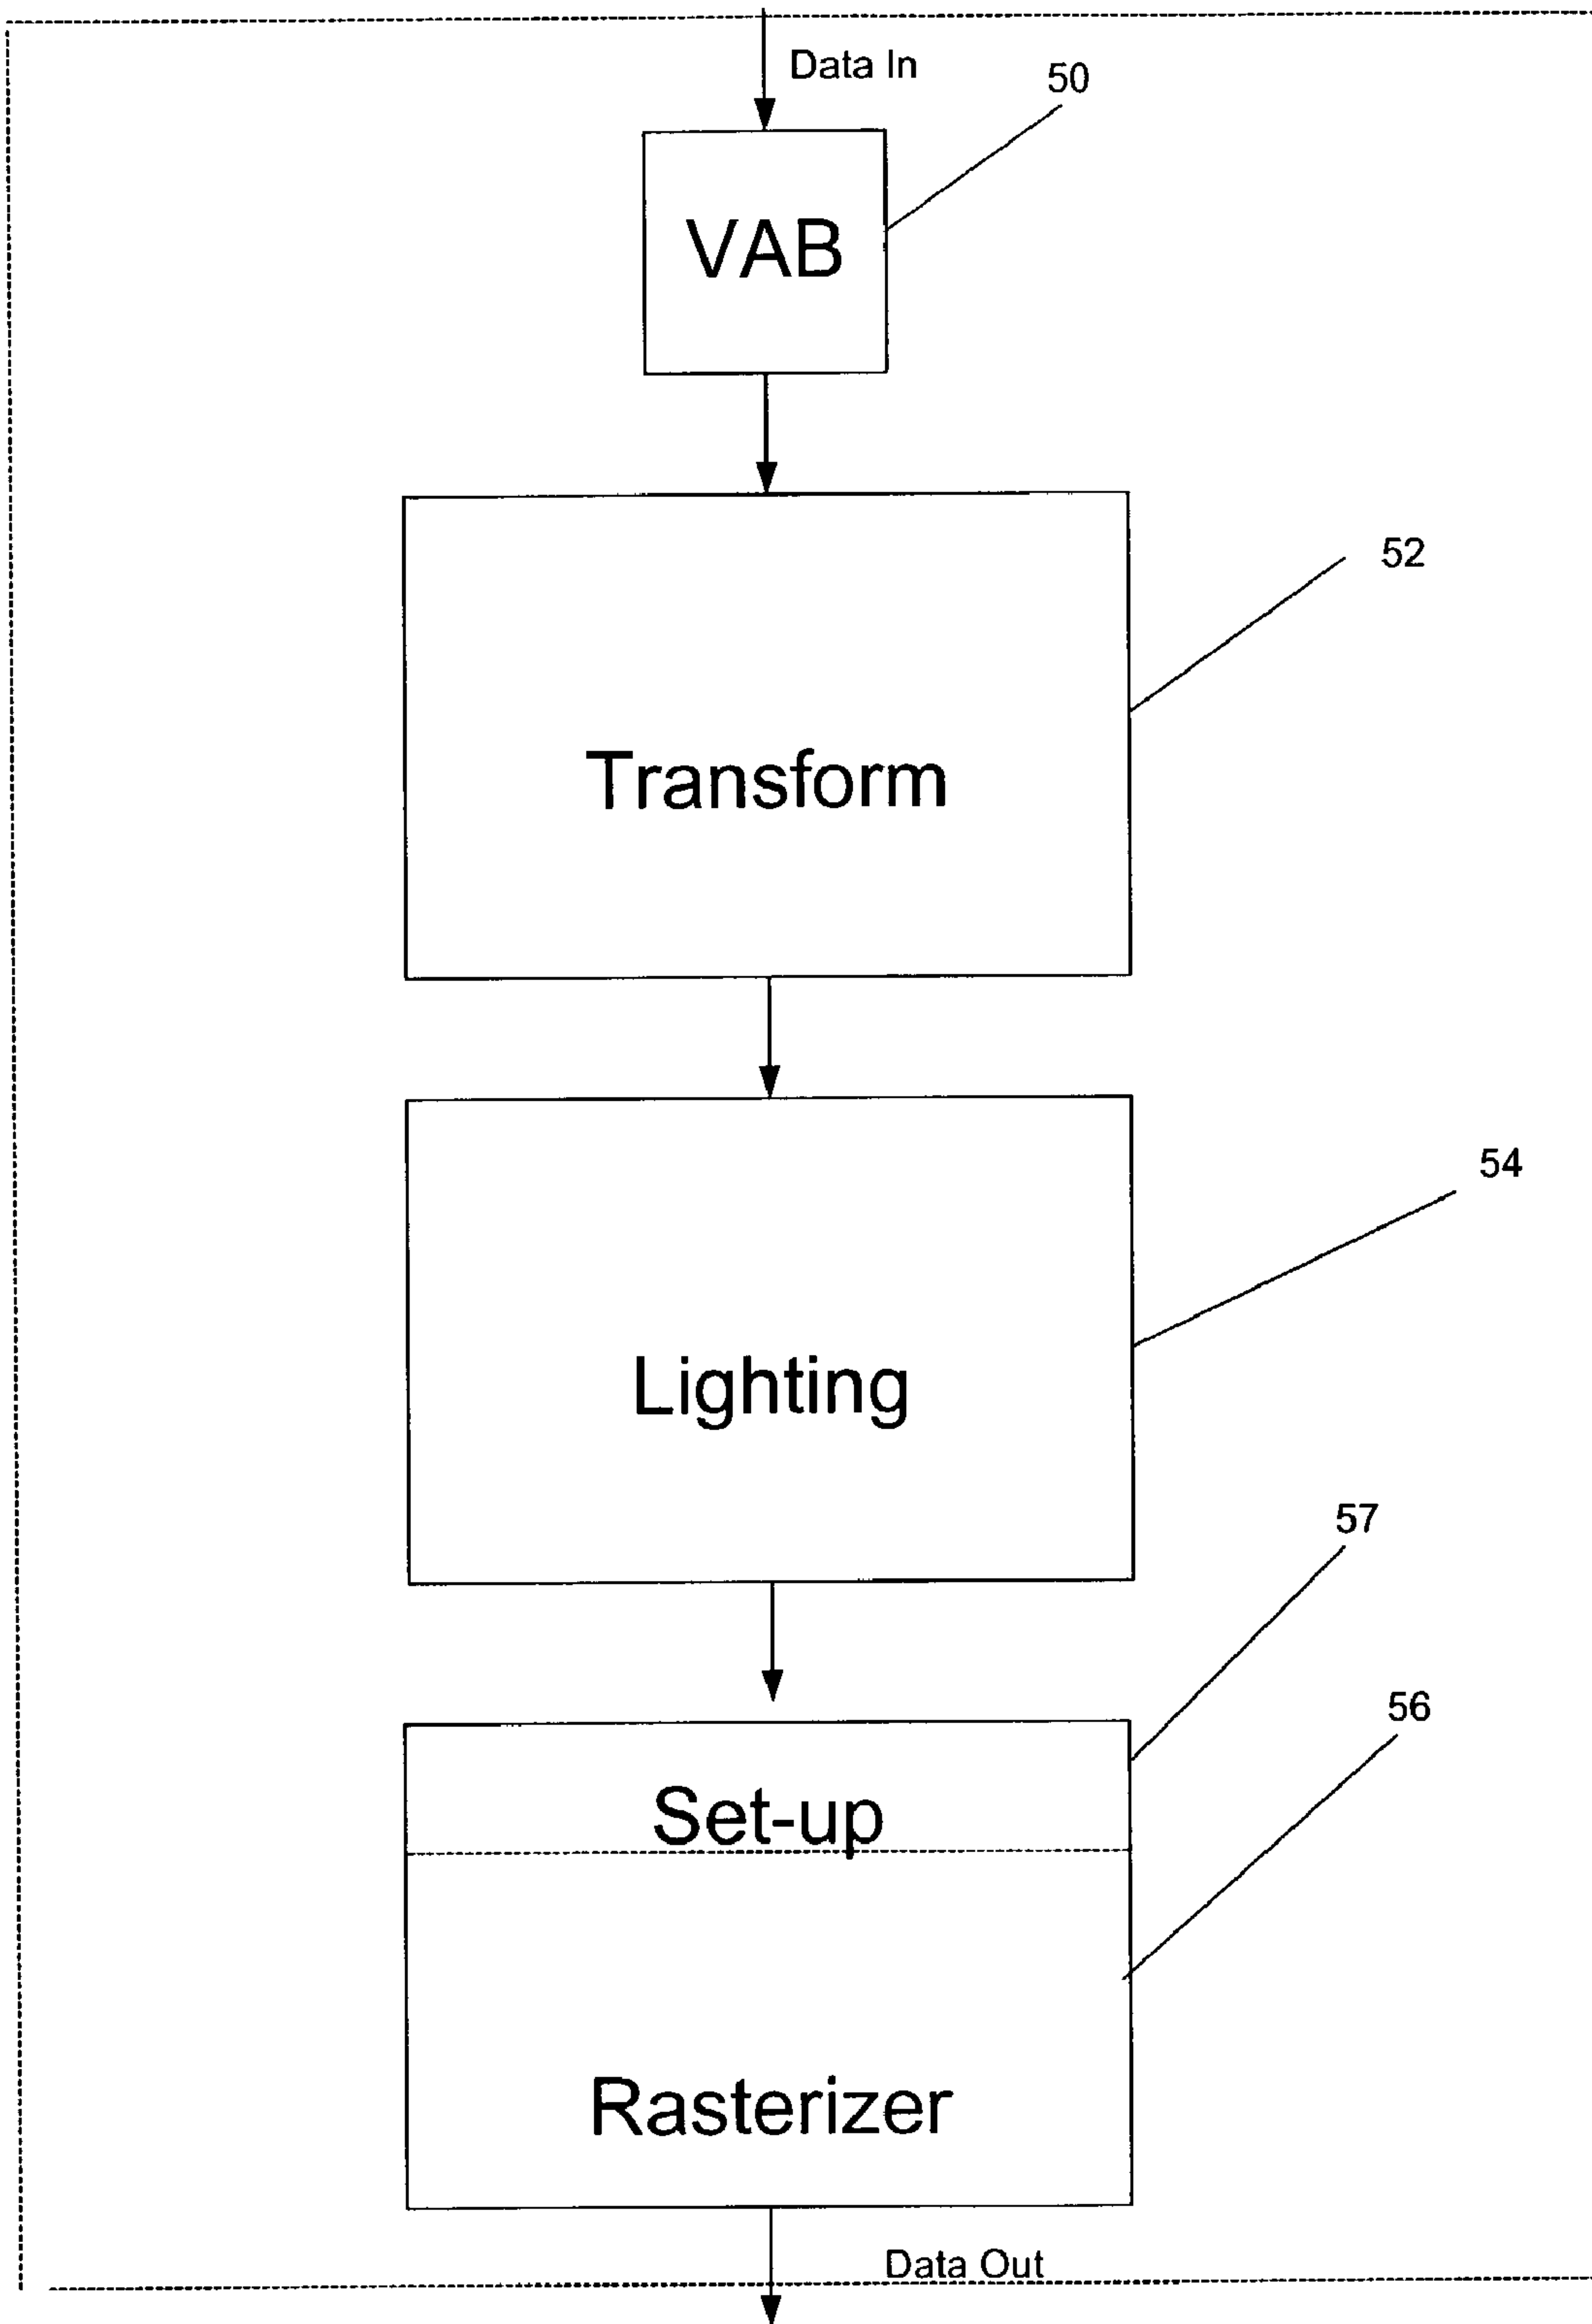 Data In
50
VAB
52
Transform
54
Lighting
57
Set-up
56
Rasterizer
Data Out